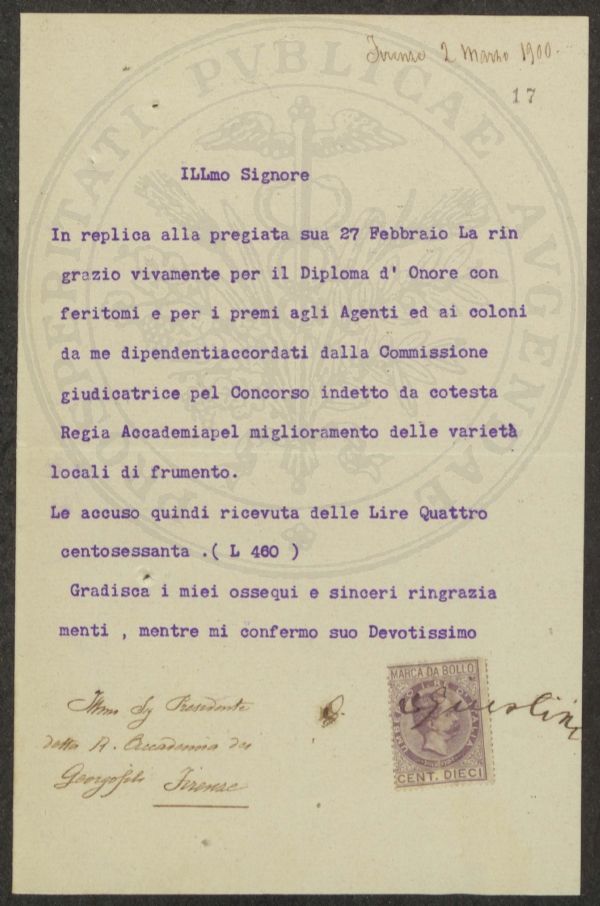 Firenze 2 Marzo 1900.
17
PROSPERITATI PVBLICAE AVGENDAE
ILLmo Signore
In replica alla pregiata sua 27 Febbraio La rin
grazio vivamente per il Diploma d' Onore con
feritomi e per i premi agli Agenti ed ai coloni
da me dipendentiaccordati dalla Commissione
giudicatrice pel Concorso indetto da cotesta
Regia Accademiapel miglioramento delle varietà
locali di frumento.
Le accuso quindi ricevuta delle Lire Quattro
centosessanta .( L 460 )
Gradisca i miei ossequi e sinceri ringrazia
menti , mentre mi confermo suo Devotissimo
MARCA DA BOLLO
CENT. DIECI
Illmo Sig Presidente
della R. Accademia dei
Georgofili Firenze